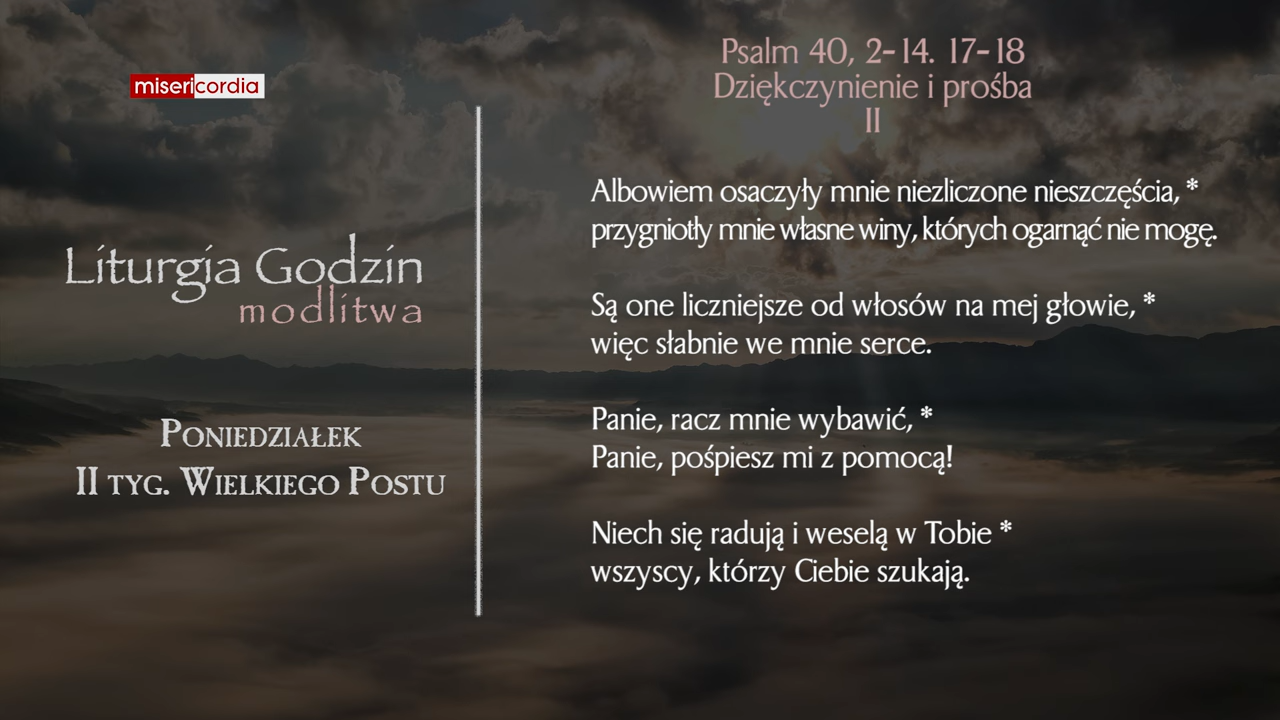 misericordia
Liturgia Godzin
modlitwa
Poniedziałek
II tyg. Wielkiego Postu
Psalm 40, 2-14. 17-18
Dziękczynienie i prośba
II
Albowiem osaczyły mnie niezliczone nieszczęścia, *
przygniotły mnie własne winy, których ogarnąć nie mogę.
Są one liczniejsze od włosów na mej głowie, *
więc słabnie we mnie serce.
Panie, racz mnie wybawić, *
Panie, pośpiesz mi z pomocą!
Niech się radują i weselą w Tobie *
wszyscy, którzy Ciebie szukają.